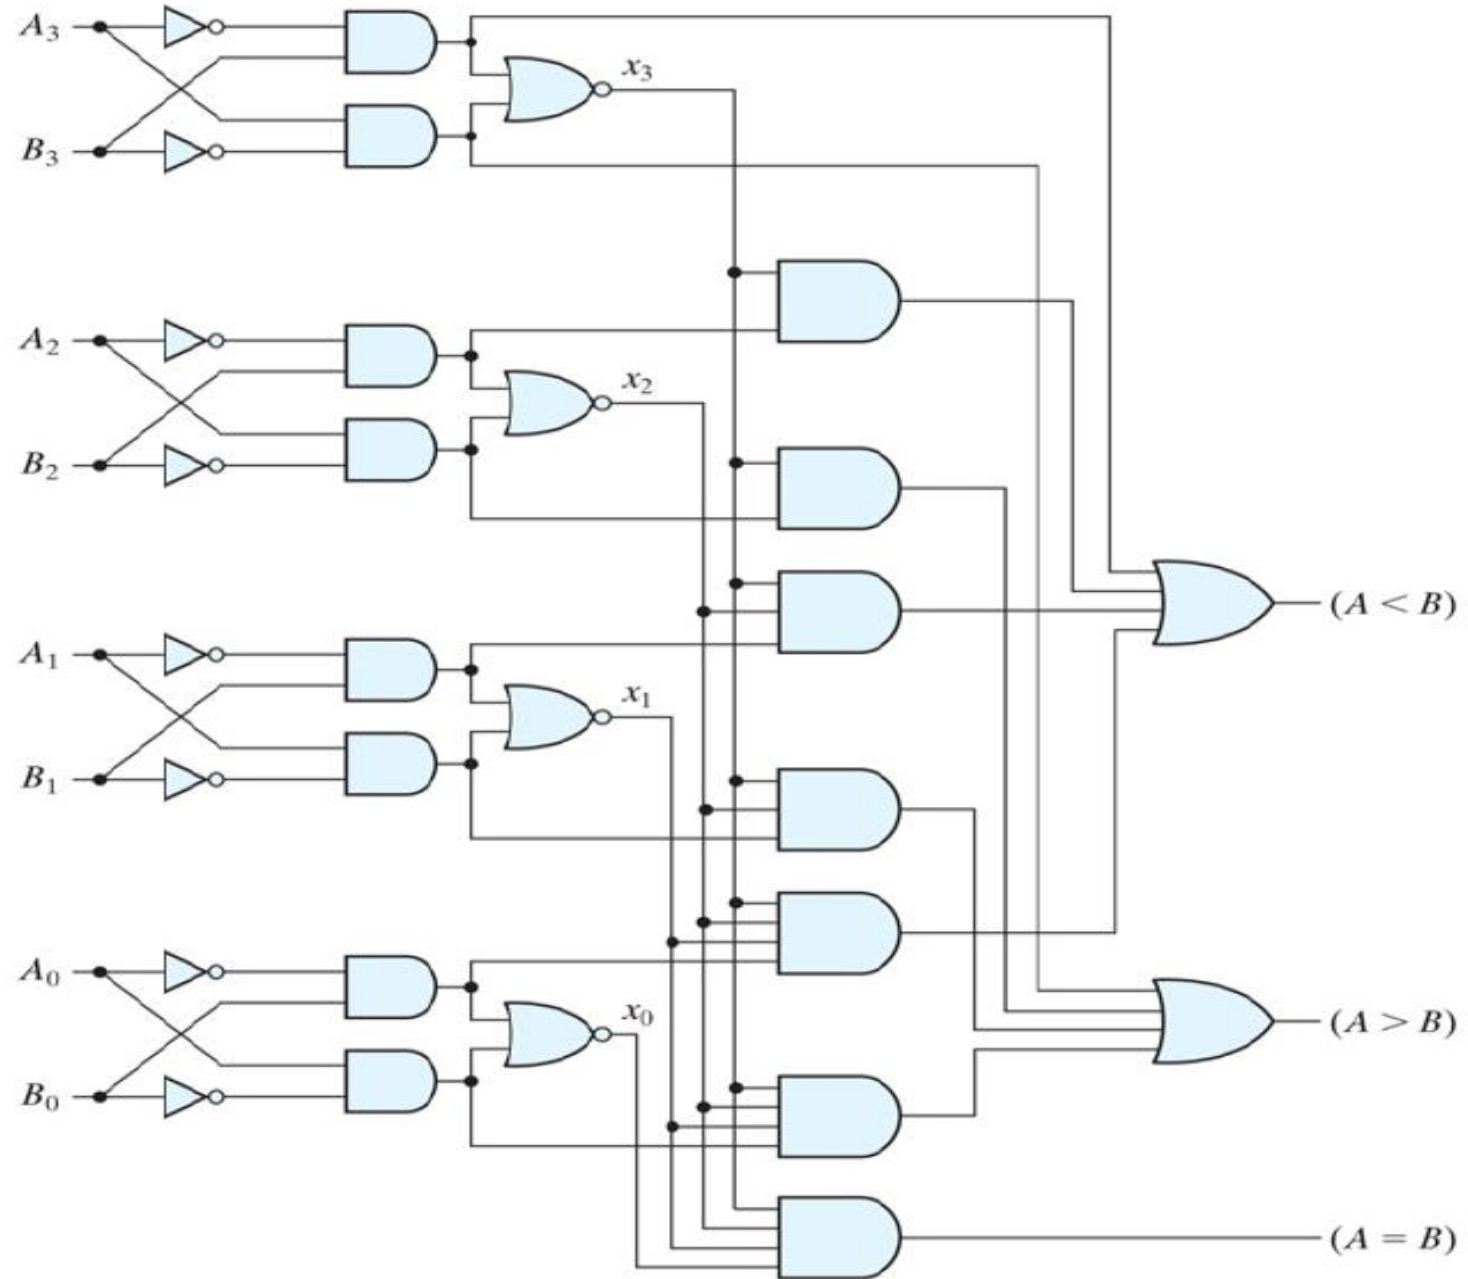 A₃
x₃
B₃
A₂
x₂
B₂
(A < B)
A₁
x₁
B₁
A₀
x₀
(A > B)
B₀
(A = B)